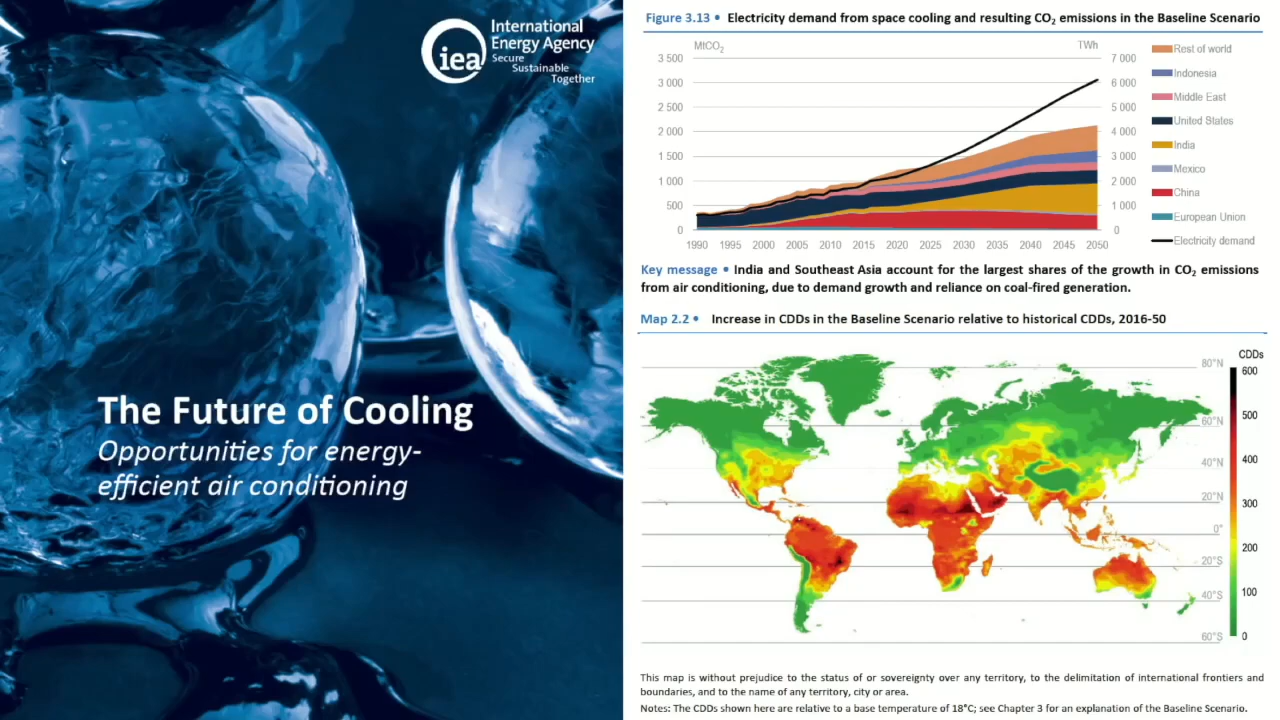 iea
International
Energy Agency
Secure
Sustainable
Together
The Future of Cooling
Opportunities for energy-
efficient air conditioning
Figure 3.13 • Electricity demand from space cooling and resulting CO₂ emissions in the Baseline Scenario
MtCO₂
TWh
3 500
3 000
2 500
2 000
1 500
1 000
500
0
7 000
6 000
5 000
4 000
3 000
2 000
1 000
0
1990 1995 2000 2005 2010 2015 2020 2025 2030 2035 2040 2045 2050
Rest of world
Indonesia
Middle East
United States
India
Mexico
China
European Union
Electricity demand
Key message • India and Southeast Asia account for the largest shares of the growth in CO₂ emissions
from air conditioning, due to demand growth and reliance on coal-fired generation.
Map 2.2 • Increase in CDDs in the Baseline Scenario relative to historical CDDs, 2016-50
80°N
60°N
40°N
20°N
0°
20°S
40°S
60°S
CDDs
600
500
400
300
200
100
0
This map is without prejudice to the status of or sovereignty over any territory, to the delimitation of international frontiers and
boundaries, and to the name of any territory, city or area.
Notes: The CDDs shown here are relative to a base temperature of 18°C; see Chapter 3 for an explanation of the Baseline Scenario.